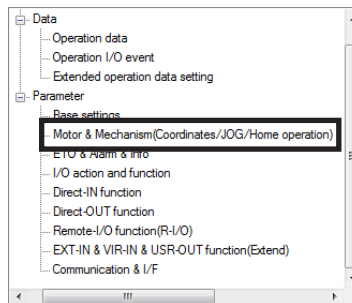 Data
Operation data
Operation I/O event
Extended operation data setting
Parameter
Base settings
Motor & Mechanism(Coordinates/JOG/Home operation)
ETO & Alarm & Info
I/O action and function
Direct-IN function
Direct-OUT function
Remote-I/O function(R-I/O)
EXT-IN & VIR-IN & USR-OUT function(Extend)
Communication & I/F